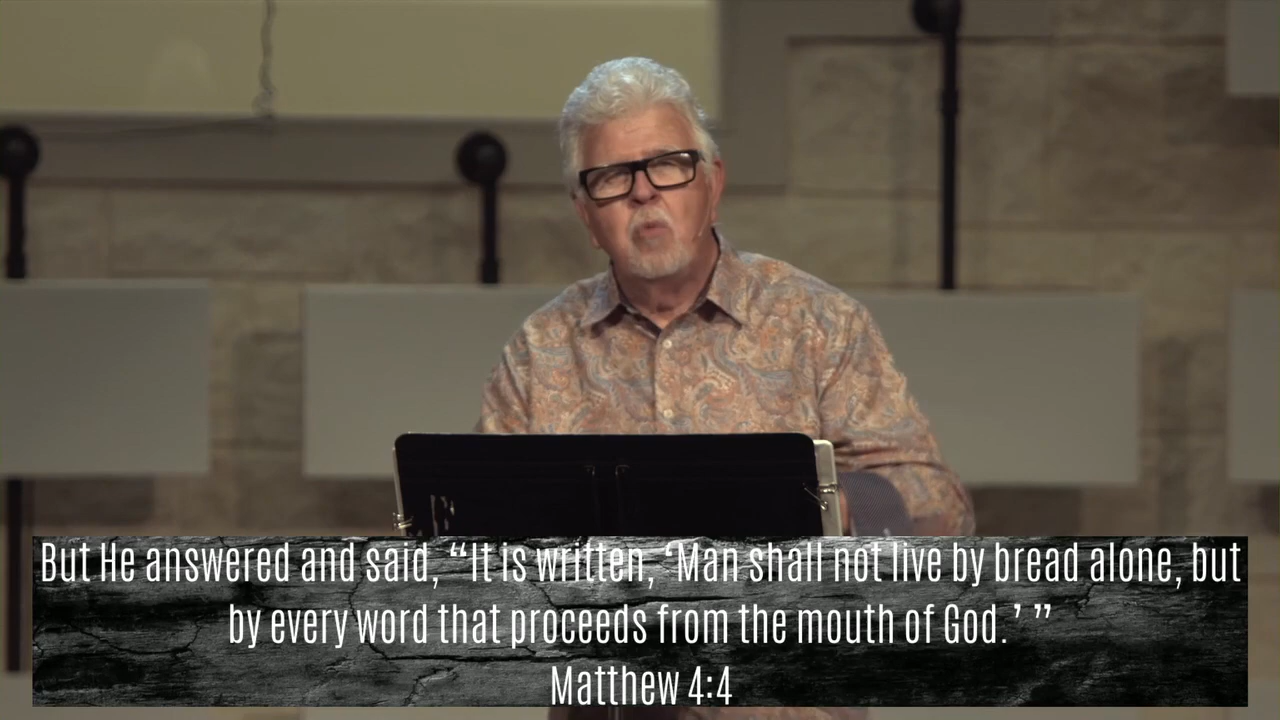 But He answered and said, “It is written, ‘Man shall not live by bread alone, but
by every word that proceeds from the mouth of God.’ ”
Matthew 4:4